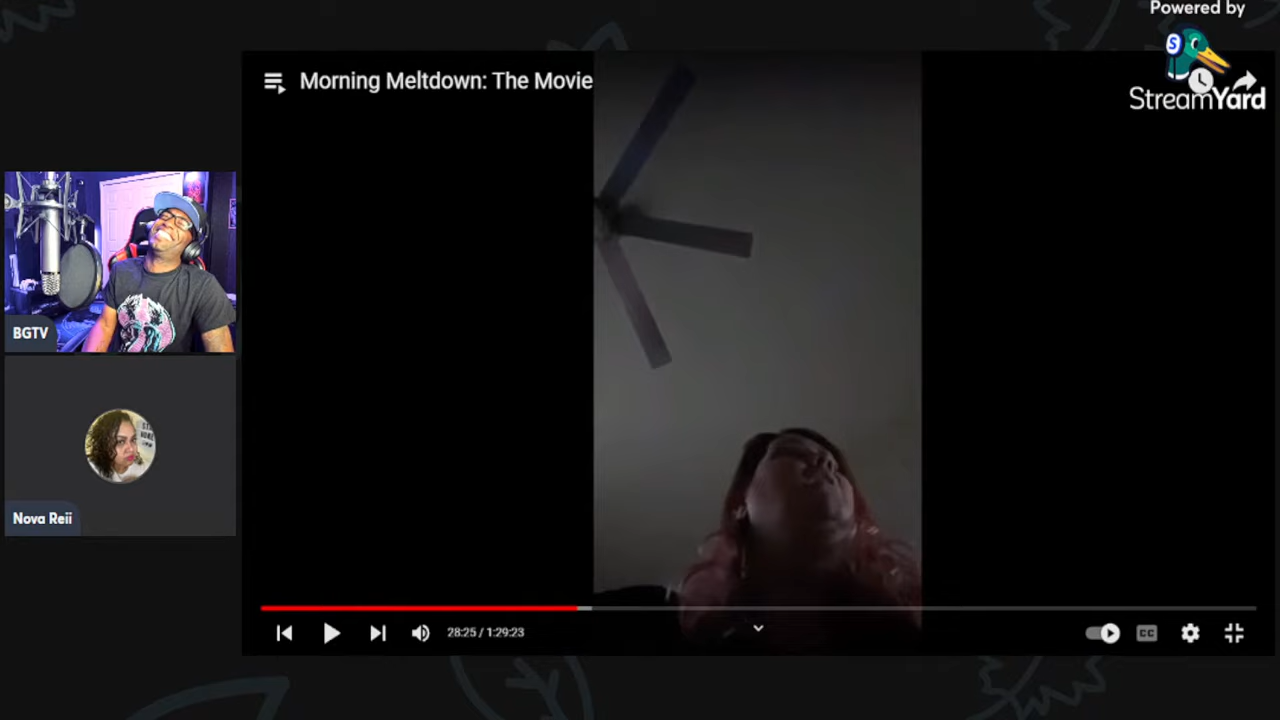 Powered by
S
StreamYard
Morning Meltdown: The Movie
BGTV
Nova Reii
28:25 / 1:29:23
CC